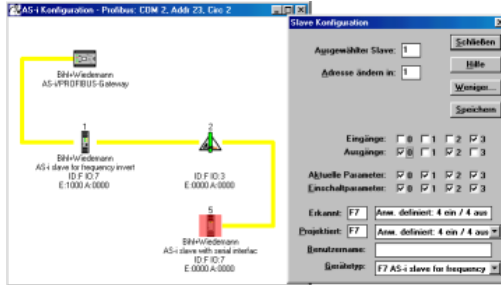 AS-i Konfiguration - Profibus: COM 2, Addr 23, Circ 2
Bihl+Wiedemann
AS-i/PROFIBUS-Gateway
1
Bihl+Wiedemann
AS-i slave for frequency invert
ID:F IO:7
E:1000 A:0000
2
ID:F IO:3
E:0000 A:0000
5
Bihl+Wiedemann
AS-i slave with serial interfac
ID:F IO:7
E:0000 A:0000
Slave Konfiguration
Ausgewählter Slave: 1
Adresse ändern in: 1
Schließen
Hilfe
Weniger...
Speichern
Eingänge: 0 1 2 3
Ausgänge: 0 1 2 3
Aktuelle Parameter: 0 1 2 3
Einschaltparameter: 0 1 2 3
Erkannt: F7 Anw. definiert: 4 ein / 4 aus
Projektiert: F7 Anw. definiert: 4 ein / 4 aus
Benutzername:
Gerätetyp: F7 AS-i slave for frequency